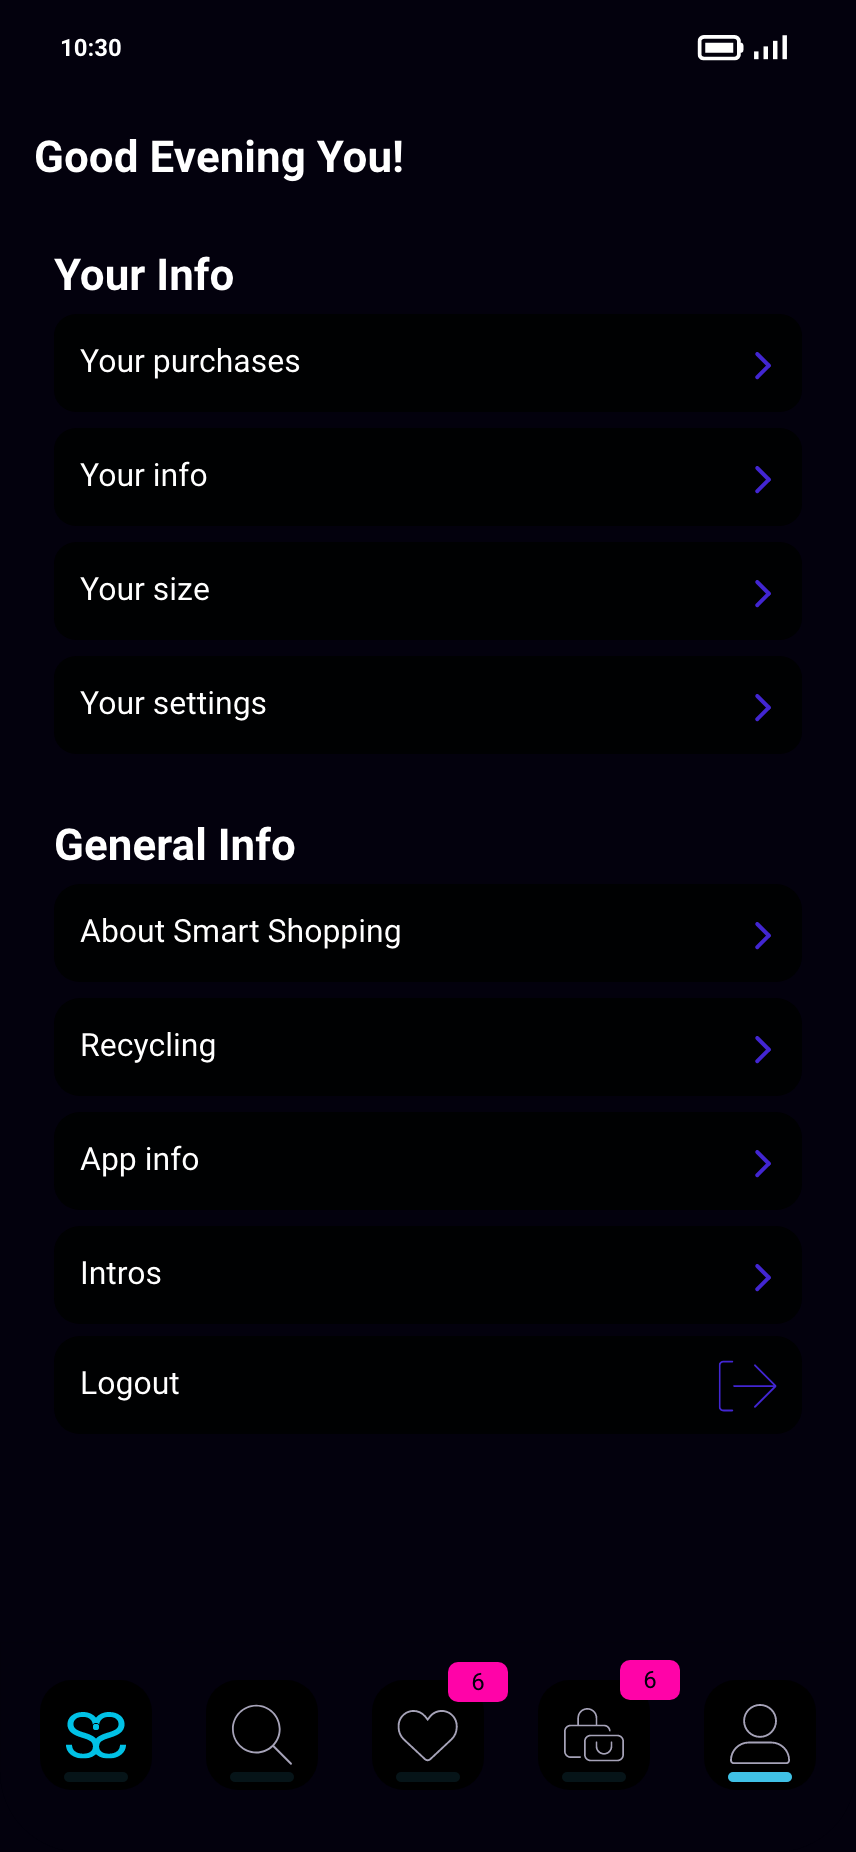 10:30
Good Evening You!
Your Info
Your purchases
Your info
Your size
Your settings
General Info
About Smart Shopping
Recycling
App info
Intros
Logout
6
6